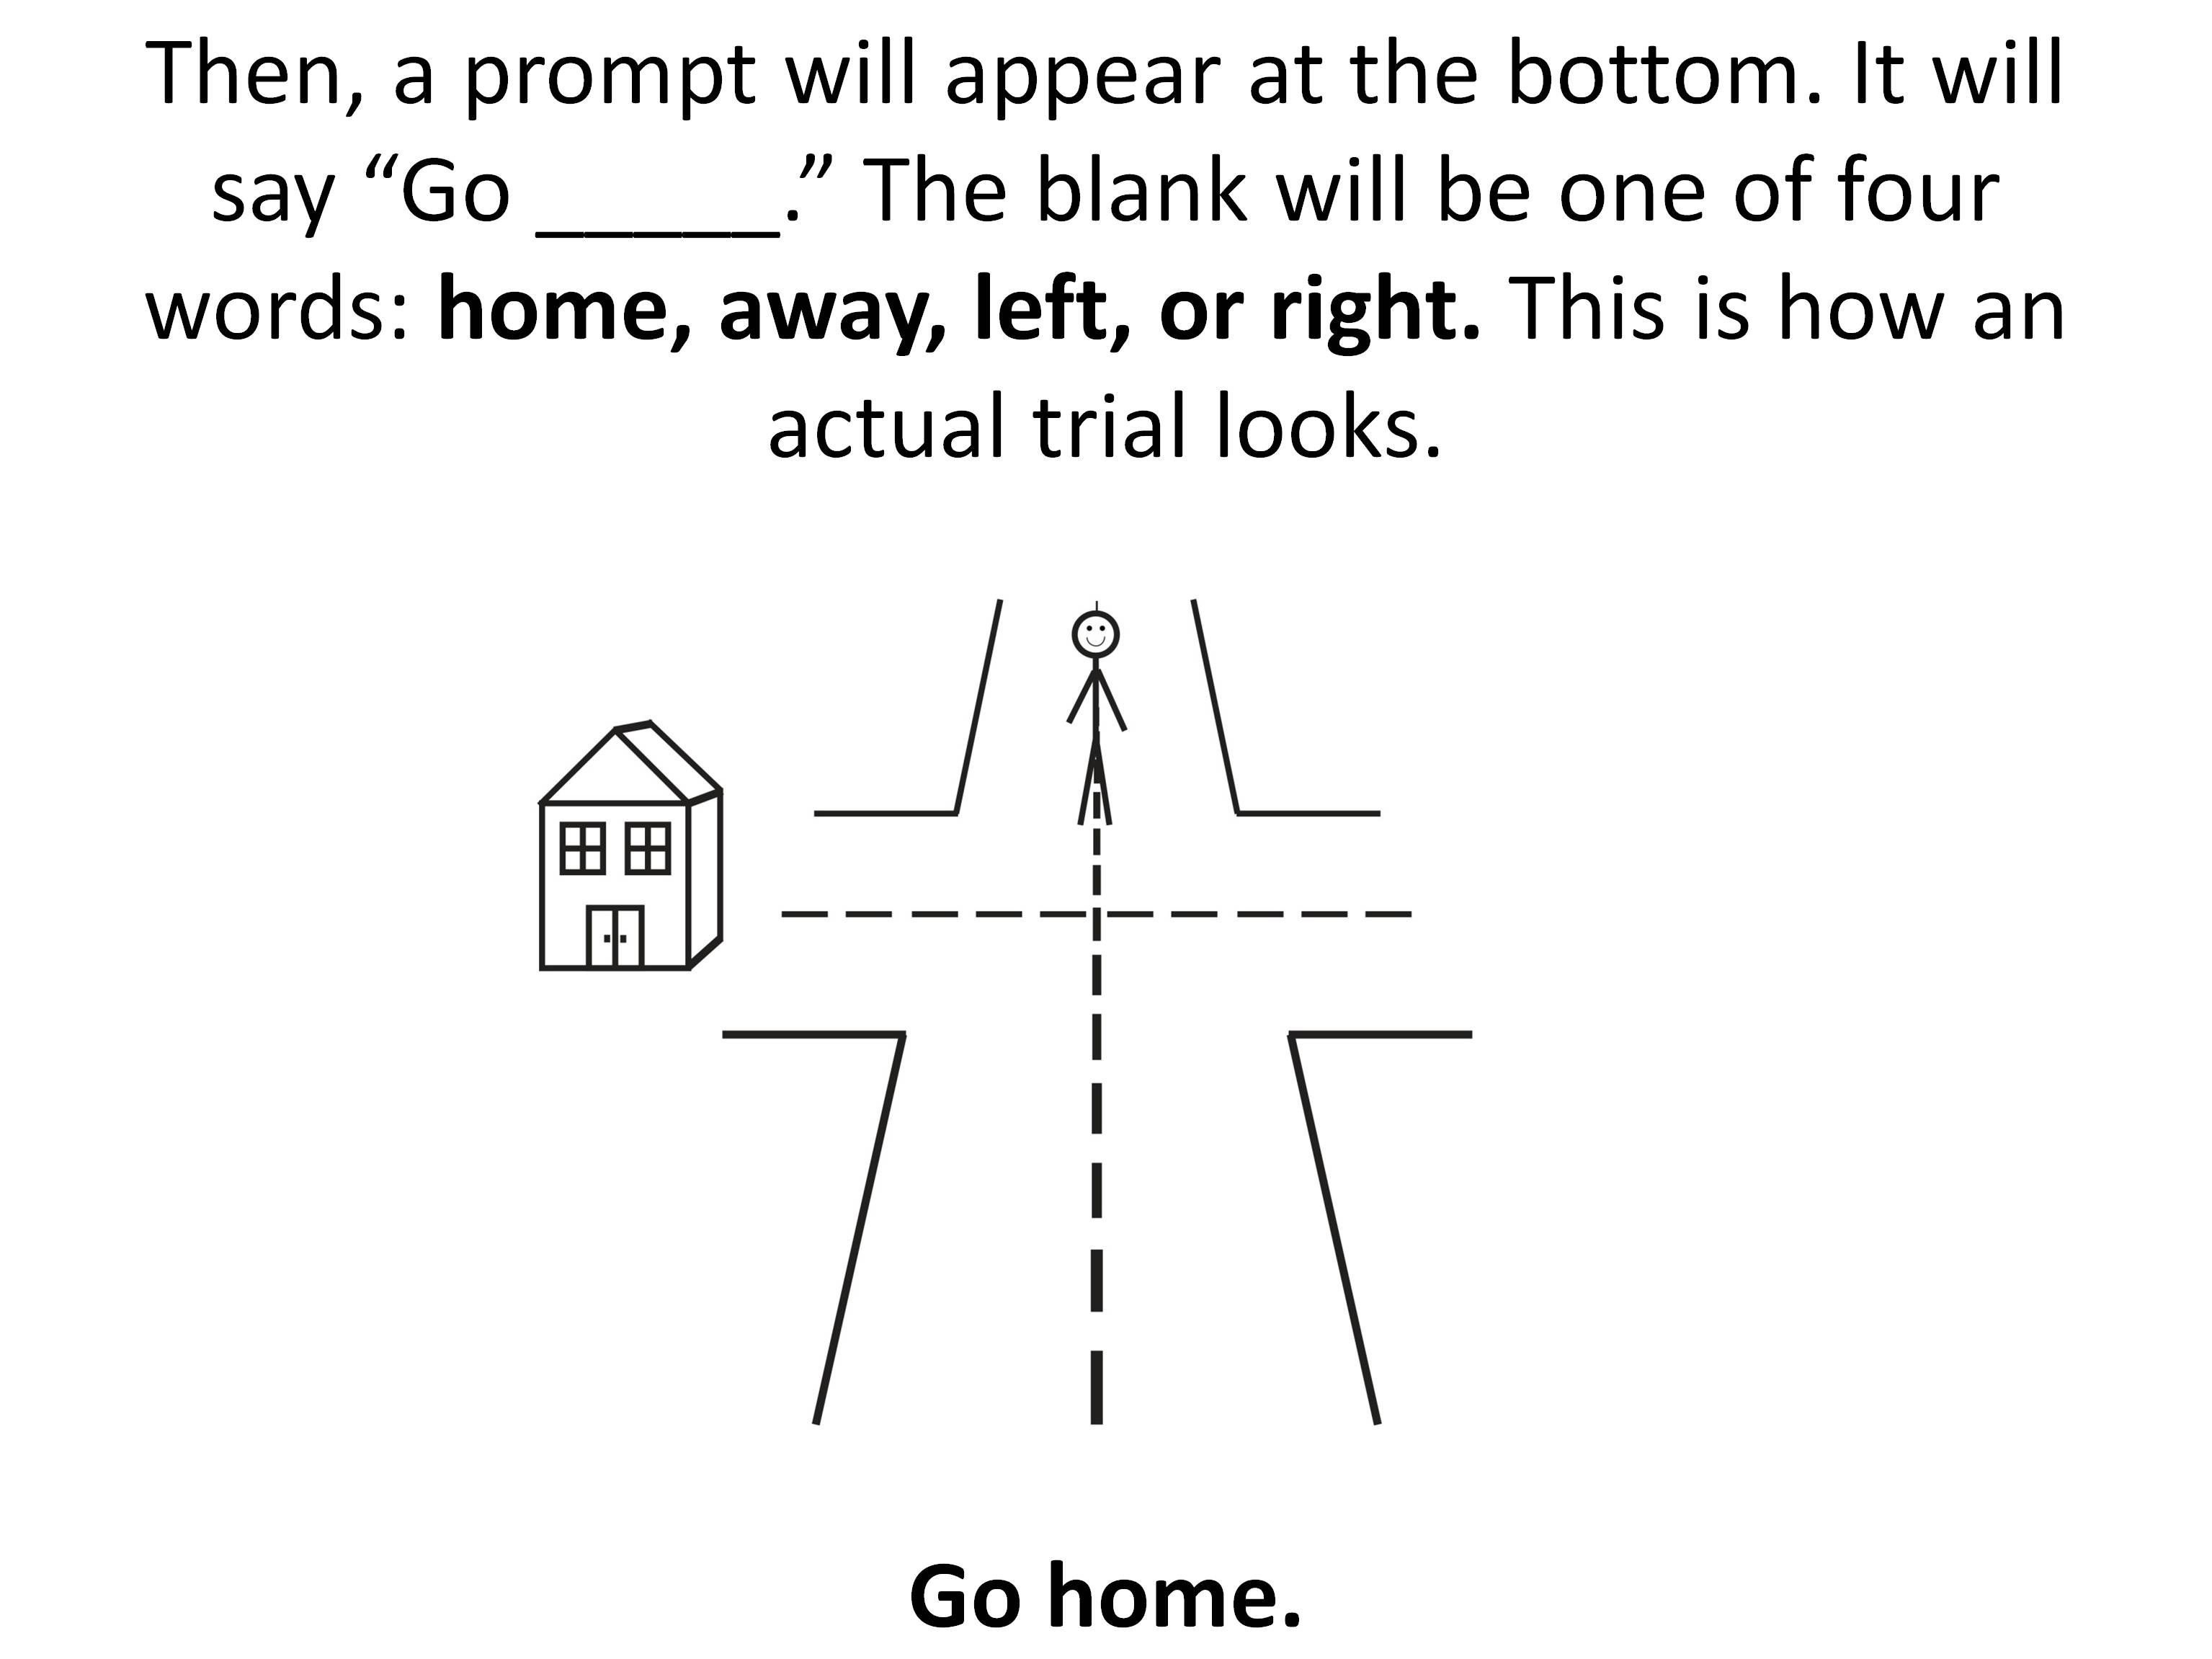 Then, a prompt will appear at the bottom. It will
say “Go ______.” The blank will be one of four
words: home, away, left, or right. This is how an
actual trial looks.
Go home.